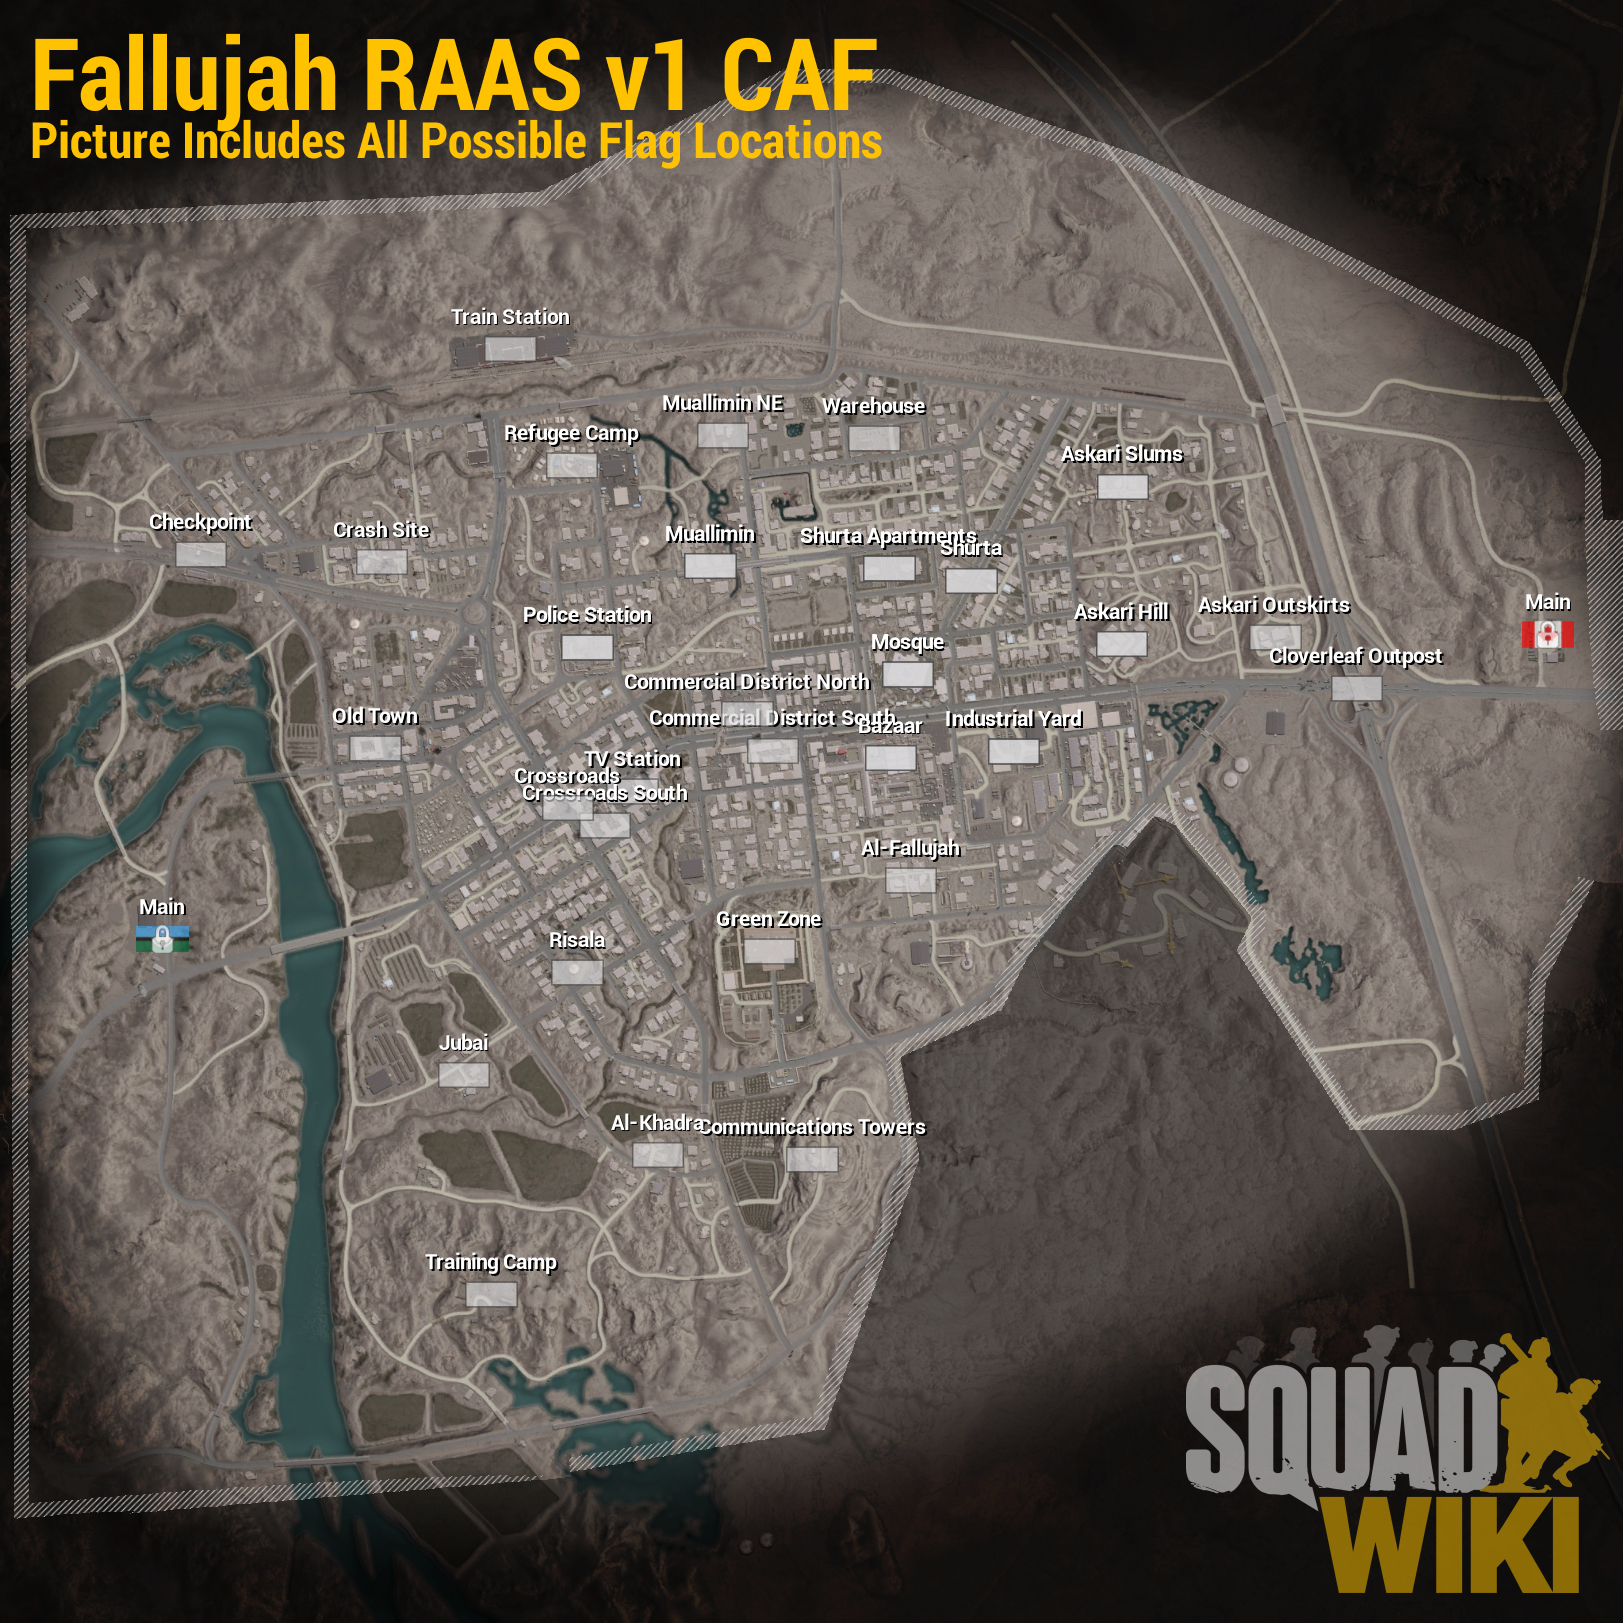 Fallujah RAAS v1 CAF
Picture Includes All Possible Flag Locations
Train Station
Muallimin NE
Warehouse
Refugee Camp
Askari Slums
Checkpoint
Crash Site
Muallimin
Shurta Apartments
Shurta
Police Station
Askari Hill
Askari Outskirts
Main
Mosque
Cloverleaf Outpost
Commercial District North
Old Town
Commercial District South
Bazaar
Industrial Yard
TV Station
Crossroads
Crossroads South
Al-Fallujah
Main
Green Zone
Risala
Jubai
Al-Khadra
Communications Towers
Training Camp
SQUAD
WIKI